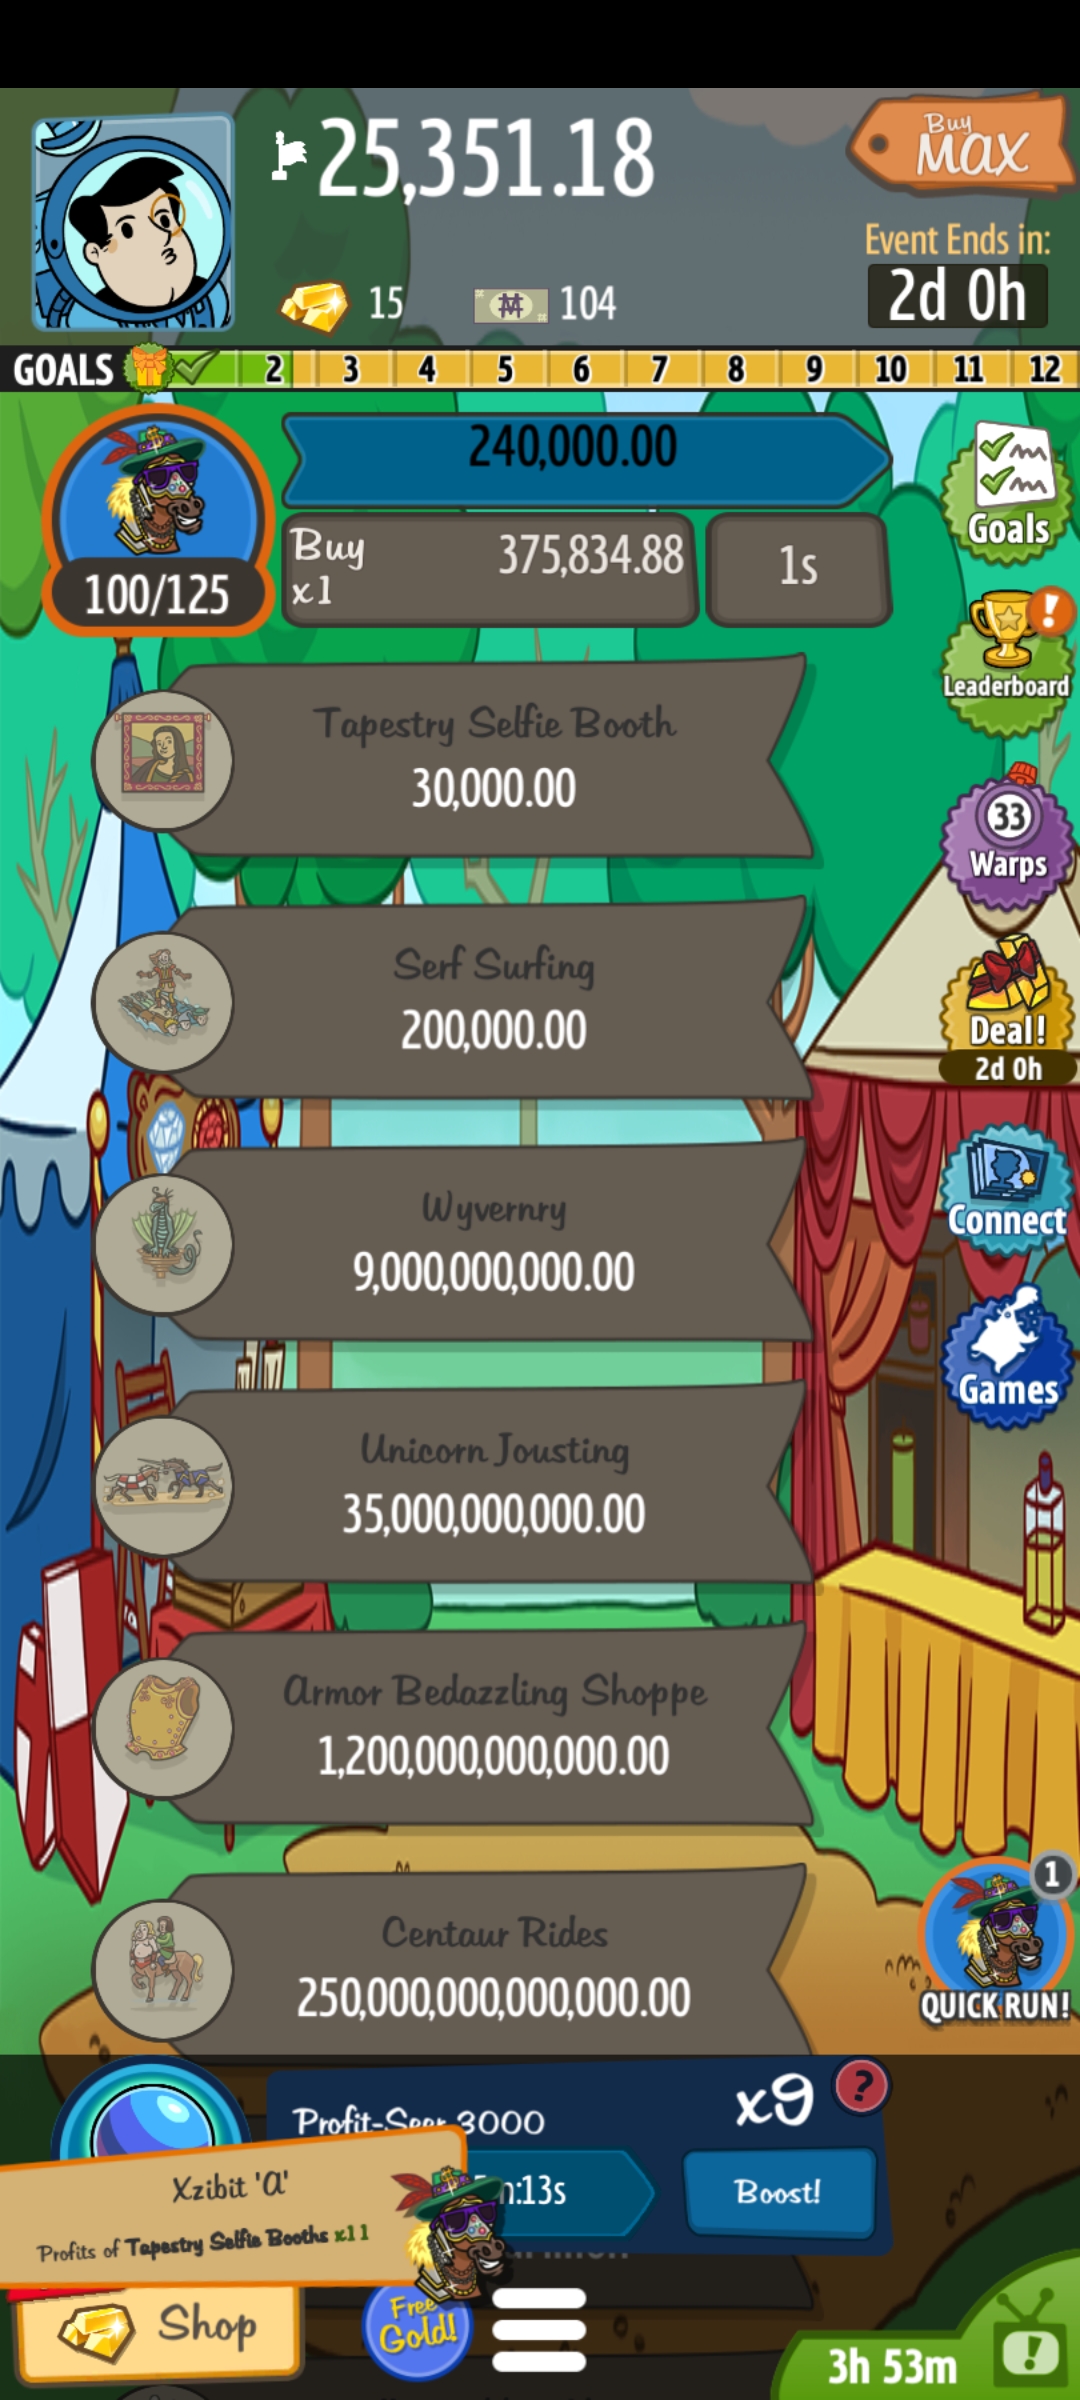 25,351.18
Buy
MAX
Event Ends in:
2d 0h
15
104
GOALS 2 3 4 5 6 7 8 9 10 11 12
240,000.00
Buy
x1
375,834.88
1s
100/125
Goals
Leaderboard
Tapestry Selfie Booth
30,000.00
33
Warps
Serf Surfing
200,000.00
Deal!
2d 0h
Wyvernry
9,000,000,000.00
Connect
Games
Unicorn Jousting
35,000,000,000.00
Armor Bedazzling Shoppe
1,200,000,000,000.00
Centaur Rides
250,000,000,000,000.00
1
QUICK RUN!
Profit-Seer 3000
x9
?
:13s
Boost!
Xzibit 'A'
Profits of Tapestry Selfie Booths x11
Shop
Free
Gold!
3h 53m